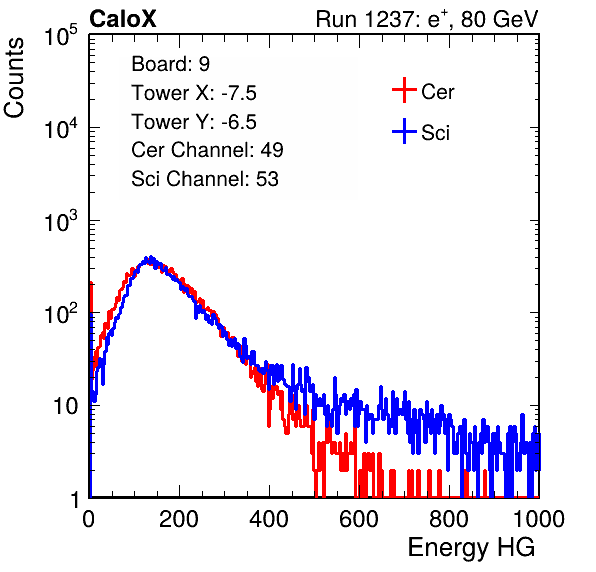 CaloX Run 1237: e⁺, 80 GeV
Counts
Board: 9
Tower X: -7.5
Tower Y: -6.5
Cer Channel: 49
Sci Channel: 53
Cer
Sci
10⁵
10⁴
10³
10²
10
1
0 200 400 600 800 1000
Energy HG